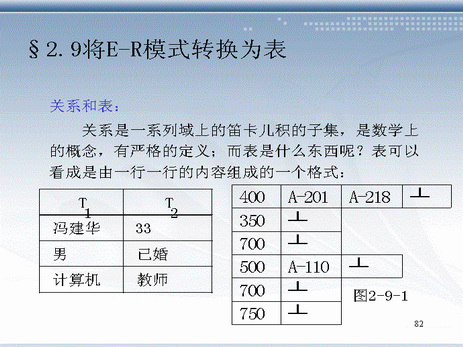 §2.9将E-R模式转换为表
关系和表:
关系是一系列域上的笛卡儿积的子集，是数学上
的概念，有严格的定义；而表是什么东西呢？表可以
看成是由一行一行的内容组成的一个格式：
T1 T2
冯建华 33
男 已婚
计算机 教师
400 A-201 A-218 ┴
350 ┴
700 ┴
500 A-110 ┴
700 ┴
750 ┴
图2-9-1
82